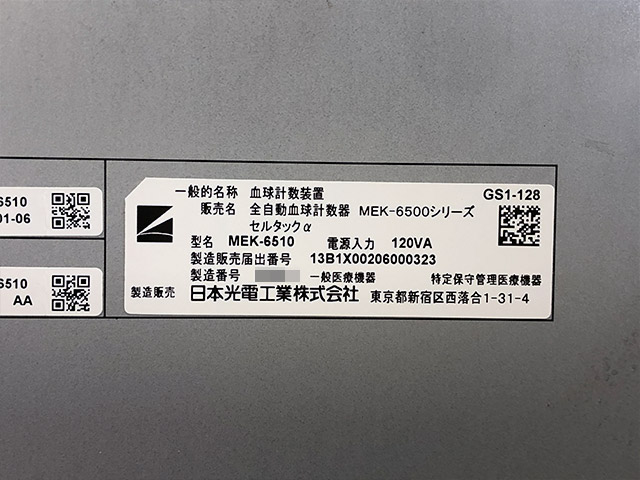 6510
01-06
6510
AA
一般的名称 血球計数装置 GS1-128
販売名 全自動血球計数器 MEK-6500シリーズ
セルタックα
型名 MEK-6510 電源入力 120VA
製造販売届出番号 13B1X00206000323
製造番号 一般医療機器 特定保守管理医療機器
製造販売 日本光電工業株式会社 東京都新宿区西落合1-31-4